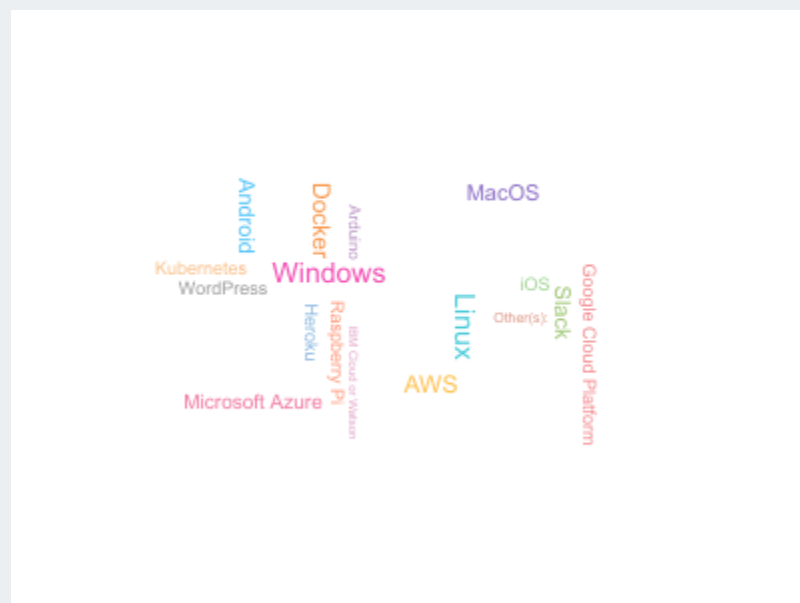 Android
Docker
Arduino
MacOS
Kubernetes
Windows
WordPress
iOS
Slack
Google Cloud Platform
Linux
Other(s):
Heroku
Raspberry Pi
IBM Cloud or Watson
AWS
Microsoft Azure